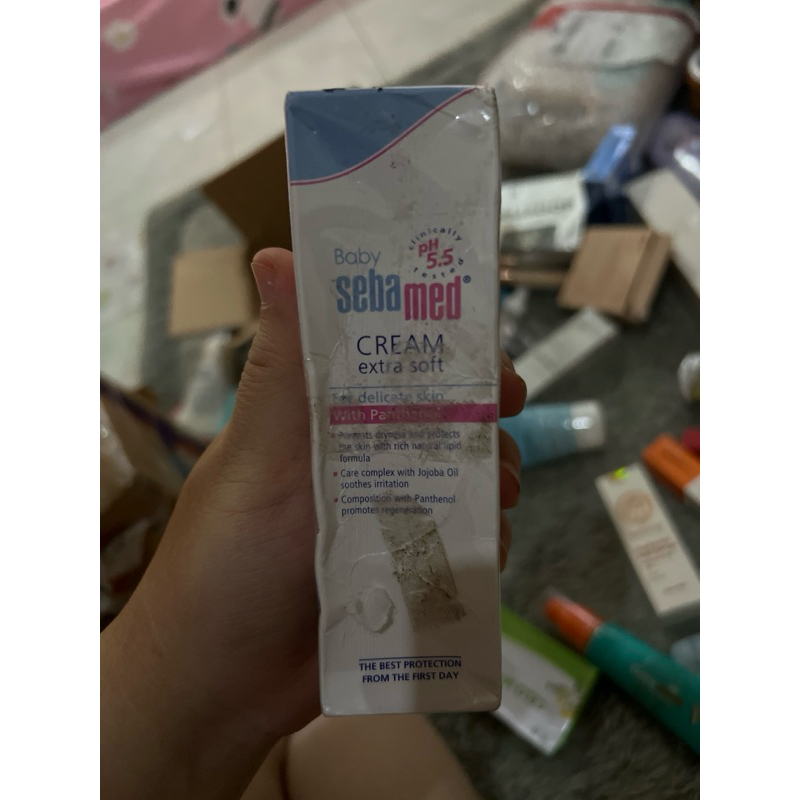 Baby
clinically tested
pH
5.5
sebamed®
CREAM
extra soft
For delicate skin
With Panthenol
• Prevents dryness and protects
the skin with rich natural lipid
formula
• Care complex with Jojoba Oil
soothes irritation
• Composition with Panthenol
promotes regeneration
THE BEST PROTECTION
FROM THE FIRST DAY